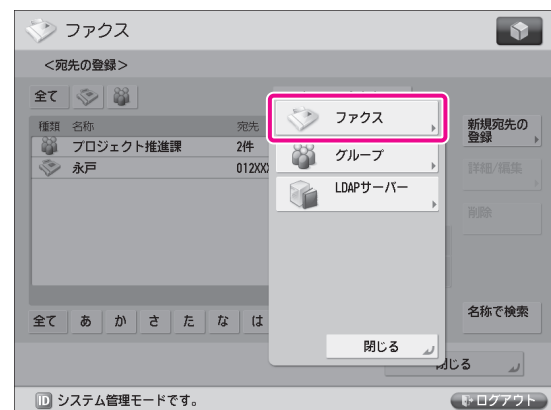 ファクス
<宛先の登録>
全て
種類 名称 宛先
プロジェクト推進課 2件
永戸 012XXX
ファクス
グループ
LDAPサーバー
閉じる
新規宛先の
登録
詳細/編集
削除
名称で検索
全て あ か さ た な は
閉じる
ID システム管理モードです。
ログアウト